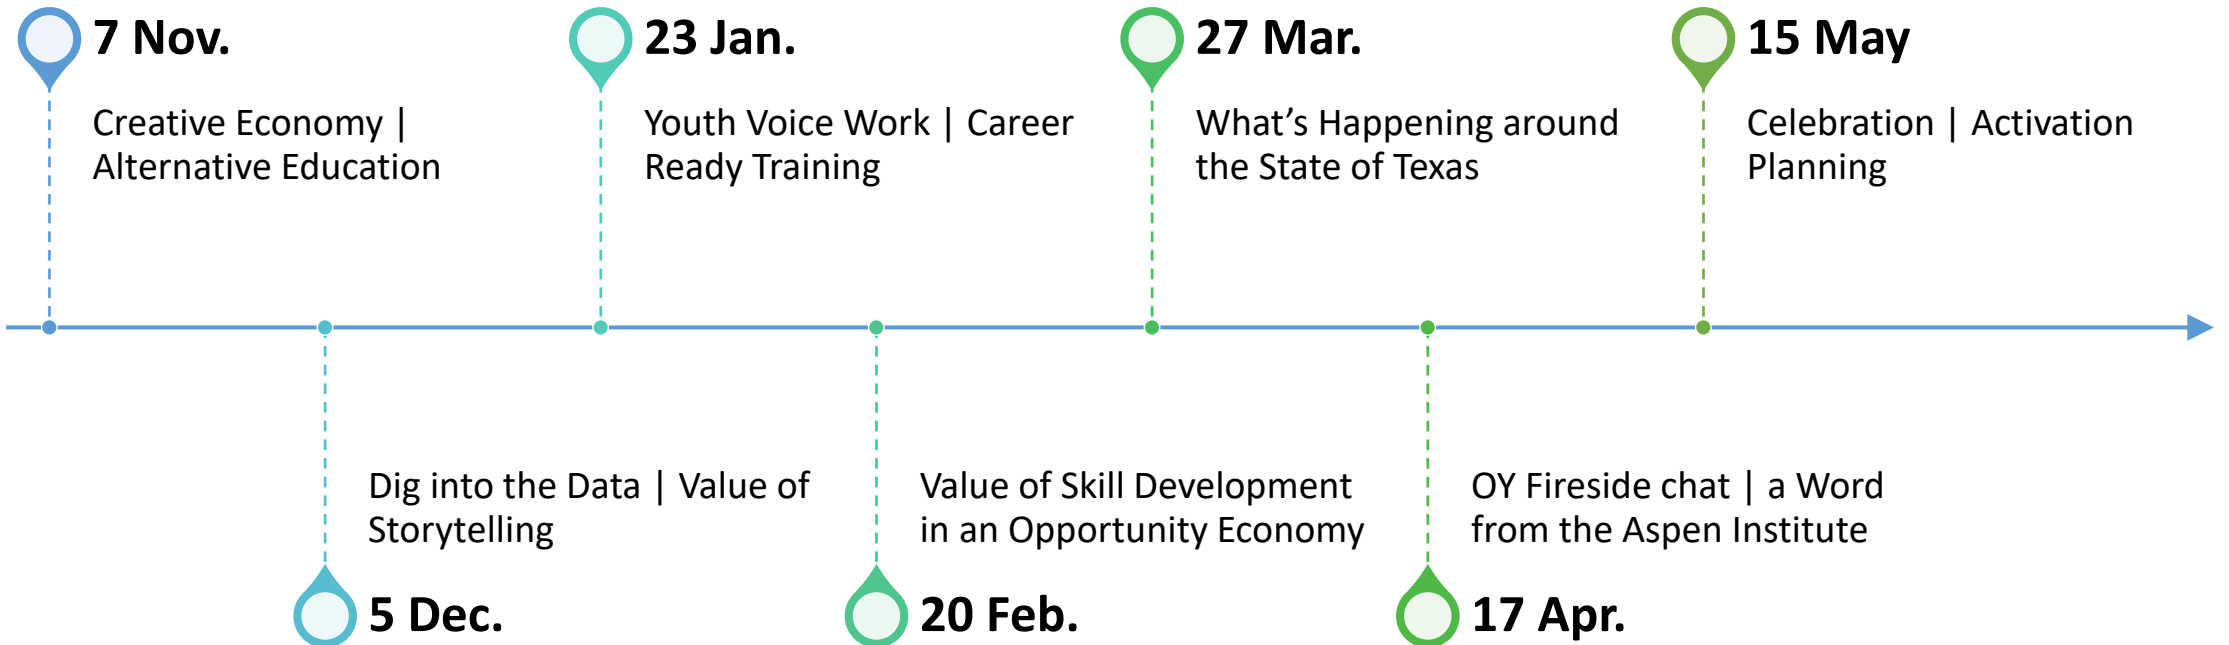 7 Nov.
Creative Economy |
Alternative Education
5 Dec.
Dig into the Data | Value of
Storytelling
23 Jan.
Youth Voice Work | Career
Ready Training
20 Feb.
Value of Skill Development
in an Opportunity Economy
27 Mar.
What’s Happening around
the State of Texas
17 Apr.
OY Fireside chat | a Word
from the Aspen Institute
15 May
Celebration | Activation
Planning